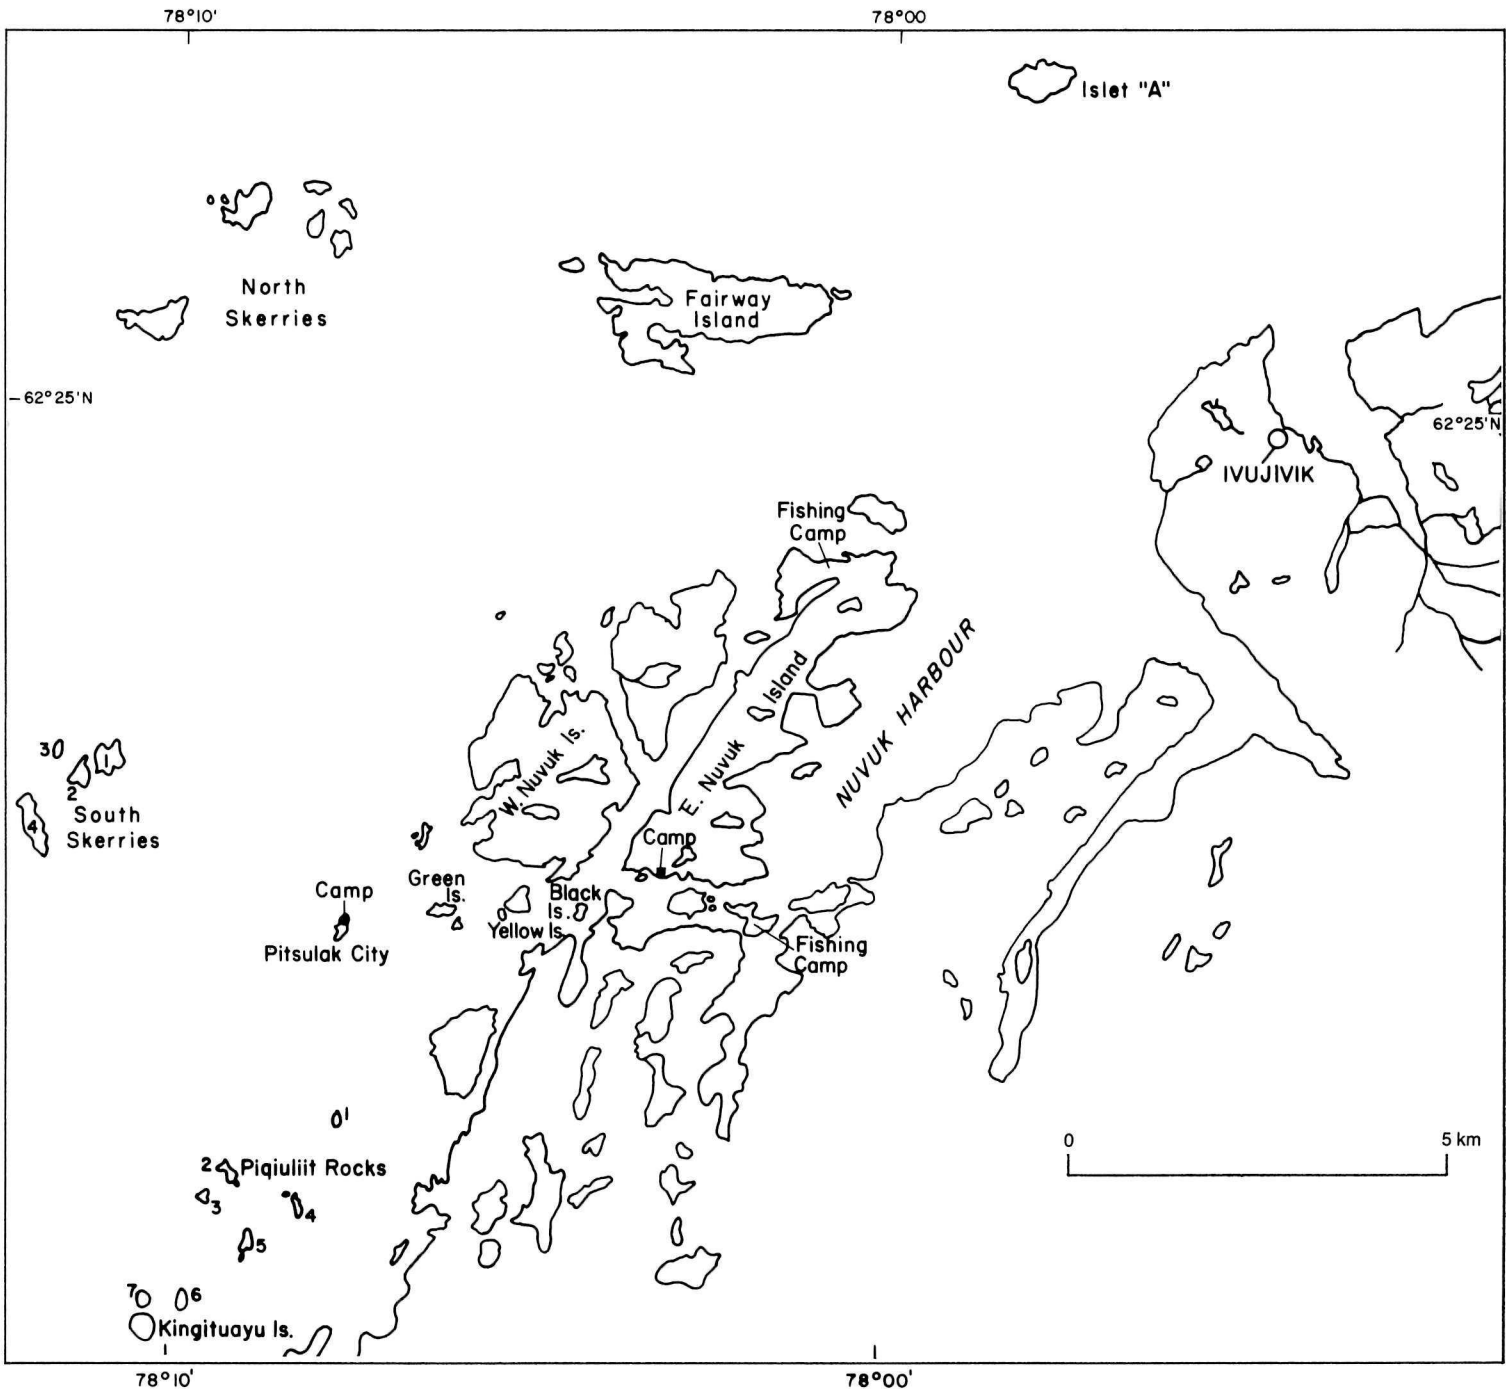 78°10'
78°00
Islet "A"
North
Skerries
Fairway
Island
62°25'N
62°25'N
IVUJIVIK
Fishing
Camp
E. Nuvuk Island
NUVUK HARBOUR
W. Nuvuk Is.
3
1
2
4
South
Skerries
Camp
Green
Is.
Black
Is.
Yellow Is.
Camp
Pitsulak City
Fishing
Camp
1
2 Piqiuliit Rocks
3
4
5
7
6
Kingituayu Is.
0
5 km
78°10'
78°00'